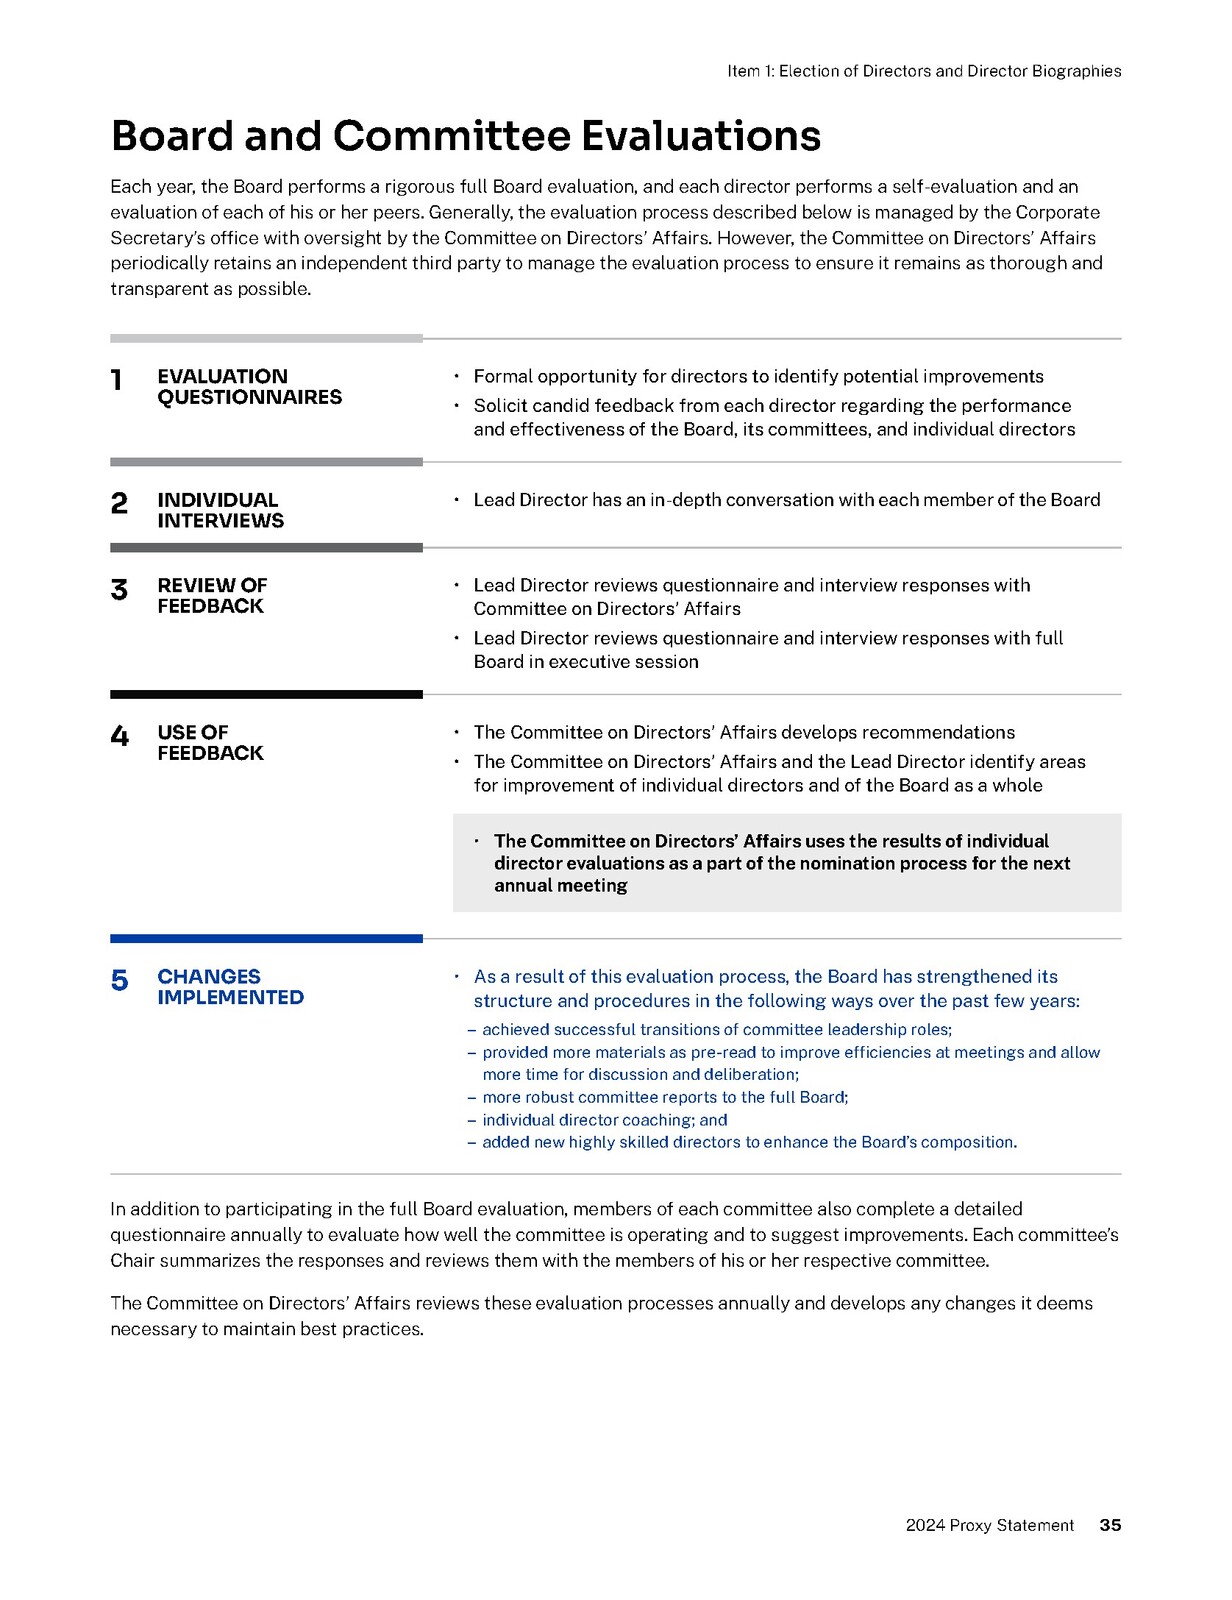 Item 1: Election of Directors and Director Biographies
Board and Committee Evaluations
Each year, the Board performs a rigorous full Board evaluation, and each director performs a self-evaluation and an
evaluation of each of his or her peers. Generally, the evaluation process described below is managed by the Corporate
Secretary’s office with oversight by the Committee on Directors’ Affairs. However, the Committee on Directors’ Affairs
periodically retains an independent third party to manage the evaluation process to ensure it remains as thorough and
transparent as possible.
1 EVALUATION
QUESTIONNAIRES
• Formal opportunity for directors to identify potential improvements
• Solicit candid feedback from each director regarding the performance
and effectiveness of the Board, its committees, and individual directors
2 INDIVIDUAL
INTERVIEWS
• Lead Director has an in-depth conversation with each member of the Board
3 REVIEW OF
FEEDBACK
• Lead Director reviews questionnaire and interview responses with
Committee on Directors’ Affairs
• Lead Director reviews questionnaire and interview responses with full
Board in executive session
4 USE OF
FEEDBACK
• The Committee on Directors’ Affairs develops recommendations
• The Committee on Directors’ Affairs and the Lead Director identify areas
for improvement of individual directors and of the Board as a whole
• The Committee on Directors’ Affairs uses the results of individual
director evaluations as a part of the nomination process for the next
annual meeting
5 CHANGES
IMPLEMENTED
• As a result of this evaluation process, the Board has strengthened its
structure and procedures in the following ways over the past few years:
– achieved successful transitions of committee leadership roles;
– provided more materials as pre-read to improve efficiencies at meetings and allow
more time for discussion and deliberation;
– more robust committee reports to the full Board;
– individual director coaching; and
– added new highly skilled directors to enhance the Board’s composition.
In addition to participating in the full Board evaluation, members of each committee also complete a detailed
questionnaire annually to evaluate how well the committee is operating and to suggest improvements. Each committee’s
Chair summarizes the responses and reviews them with the members of his or her respective committee.
The Committee on Directors’ Affairs reviews these evaluation processes annually and develops any changes it deems
necessary to maintain best practices.
2024 Proxy Statement 35